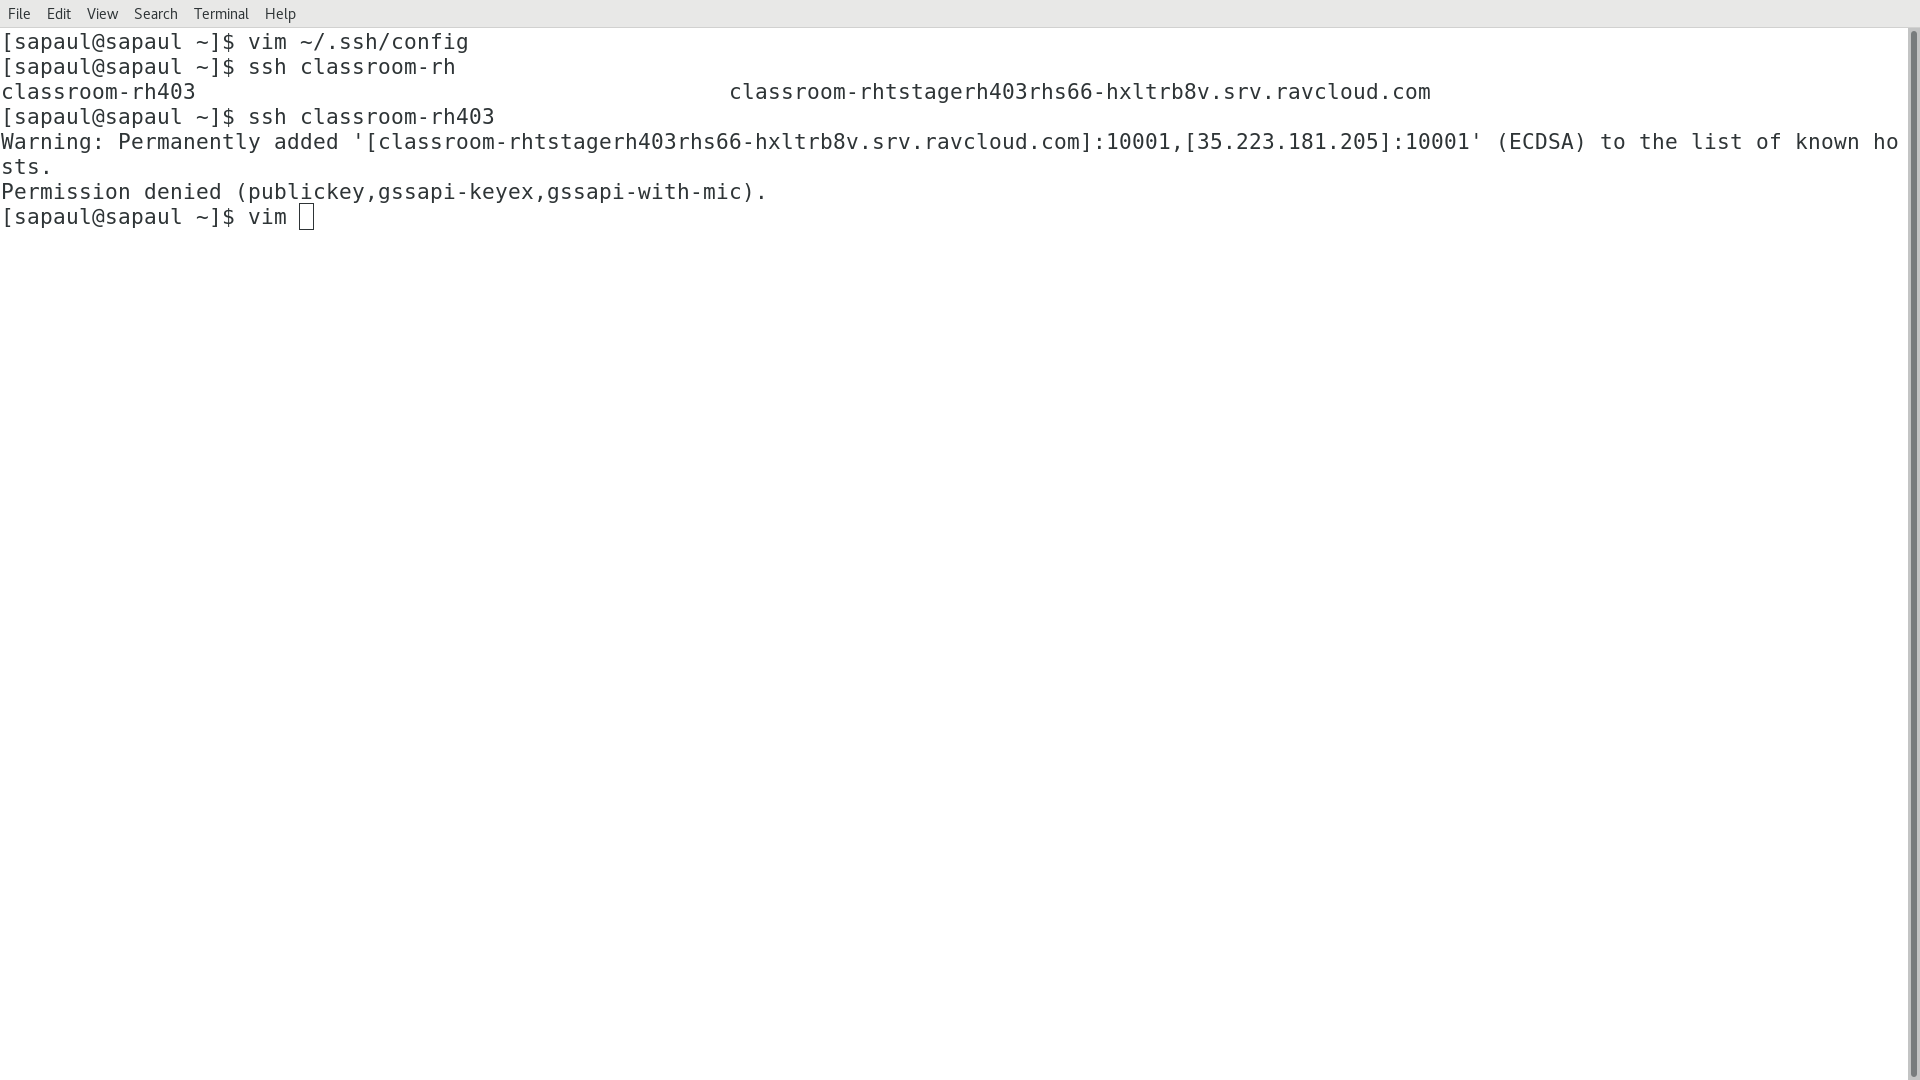 File Edit View Search Terminal Help
[sapaul@sapaul ~]$ vim ~/.ssh/config
[sapaul@sapaul ~]$ ssh classroom-rh
classroom-rh403 classroom-rhtstagerh403rhs66-hxltrb8v.srv.ravcloud.com
[sapaul@sapaul ~]$ ssh classroom-rh403
Warning: Permanently added '[classroom-rhtstagerh403rhs66-hxltrb8v.srv.ravcloud.com]:10001,[35.223.181.205]:10001' (ECDSA) to the list of known ho
sts.
Permission denied (publickey,gssapi-keyex,gssapi-with-mic).
[sapaul@sapaul ~]$ vim